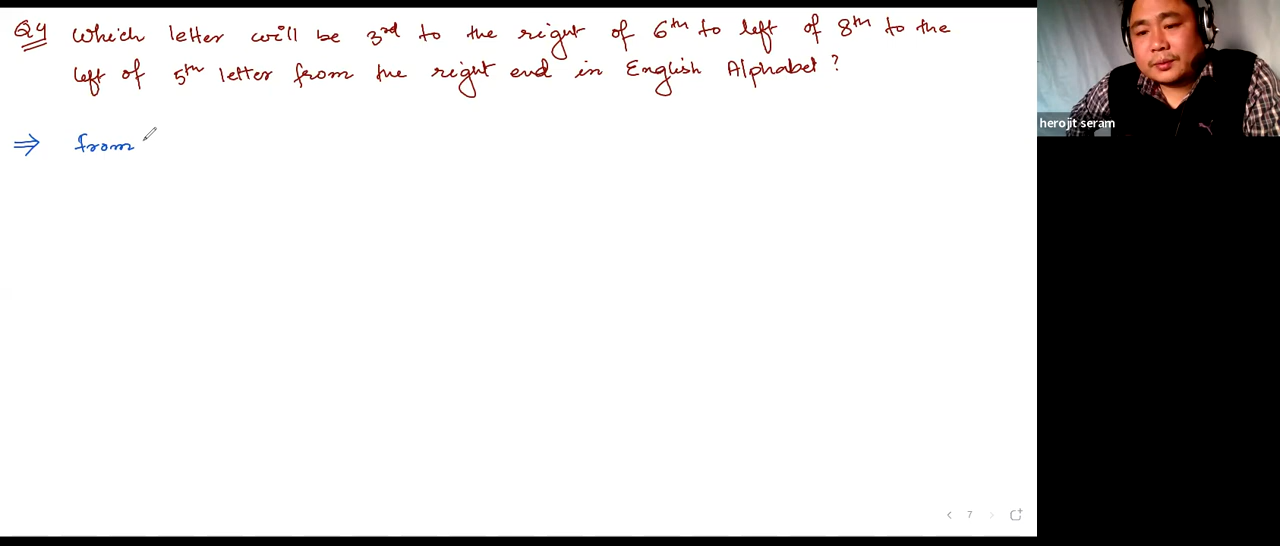 Q4 Which letter will be 3rd to the right of 6th to left of 8th to the
left of 5th letter from the right end in English Alphabet ?
⇒ from
herojit seram
7